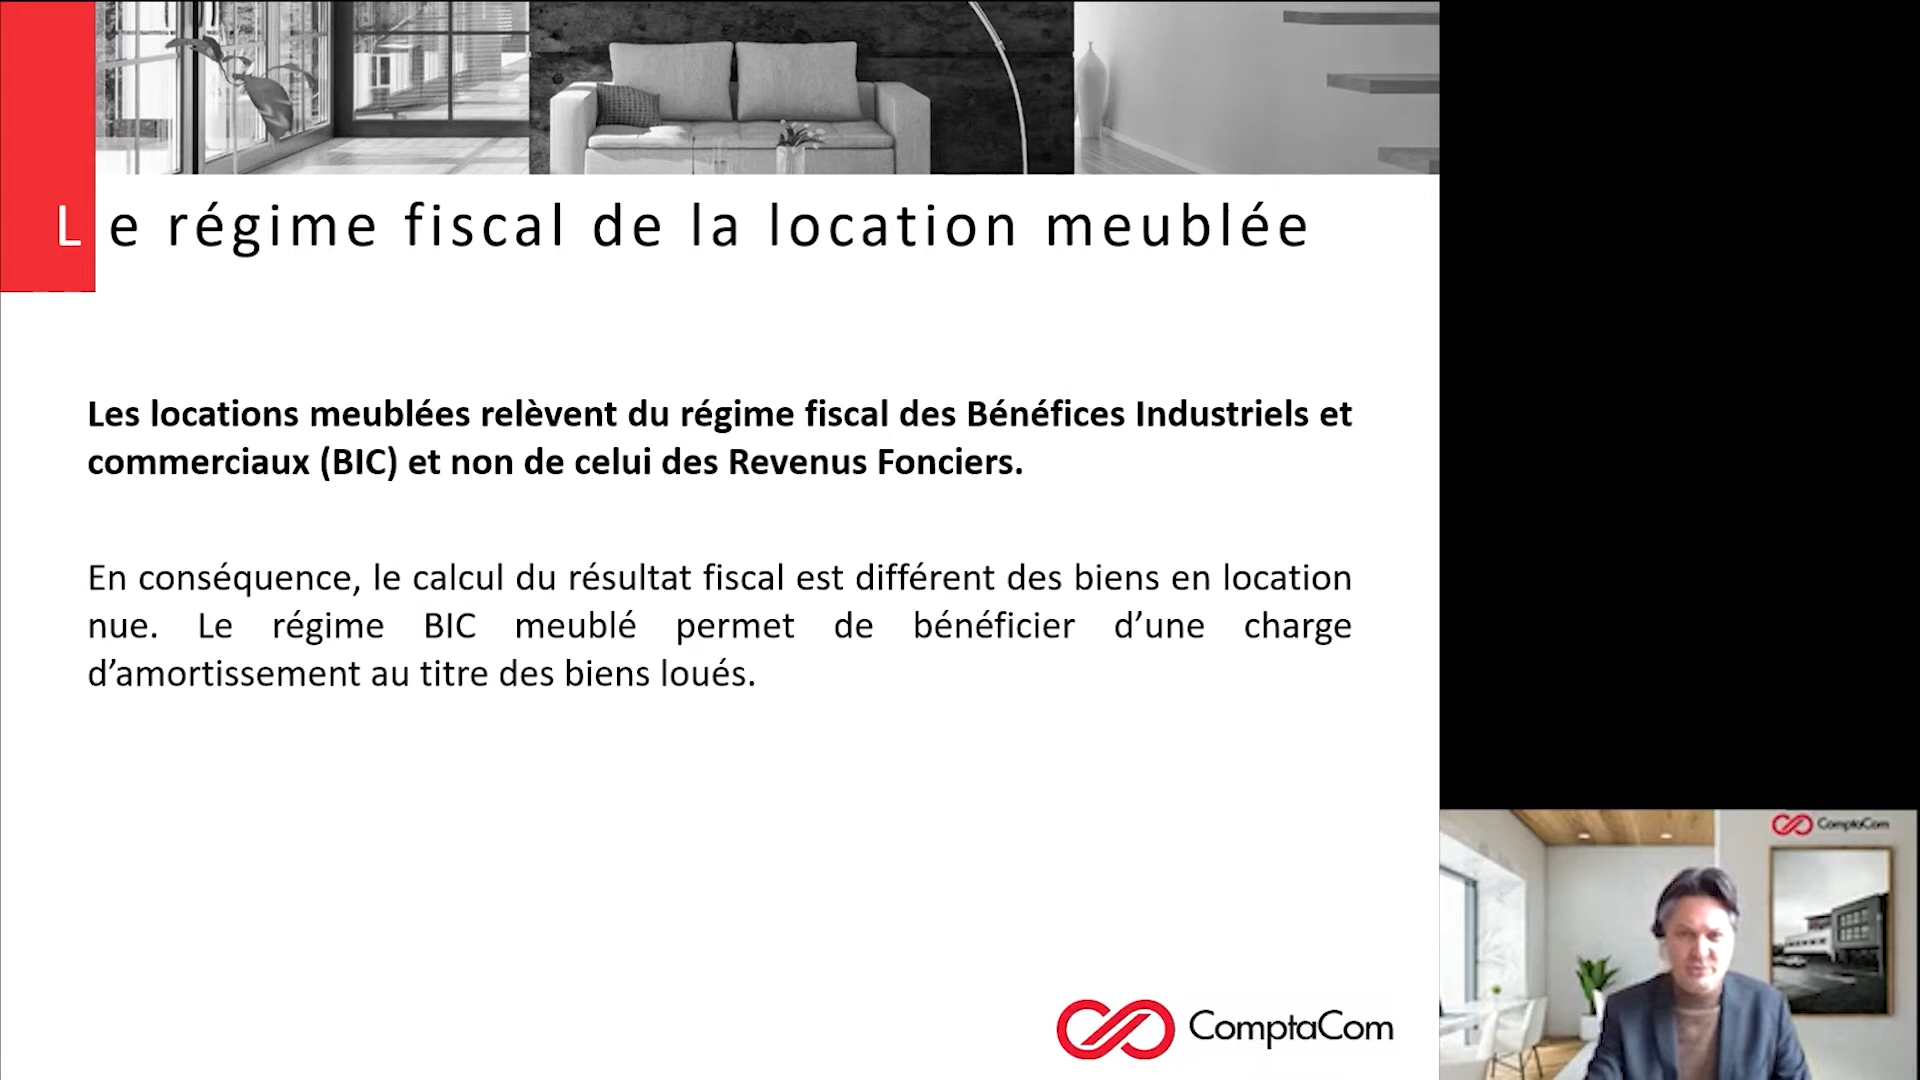 Le régime fiscal de la location meublée
Les locations meublées relèvent du régime fiscal des Bénéfices Industriels et
commerciaux (BIC) et non de celui des Revenus Fonciers.
En conséquence, le calcul du résultat fiscal est différent des biens en location
nue. Le régime BIC meublé permet de bénéficier d’une charge
d’amortissement au titre des biens loués.
ComptaCom
ComptaCom